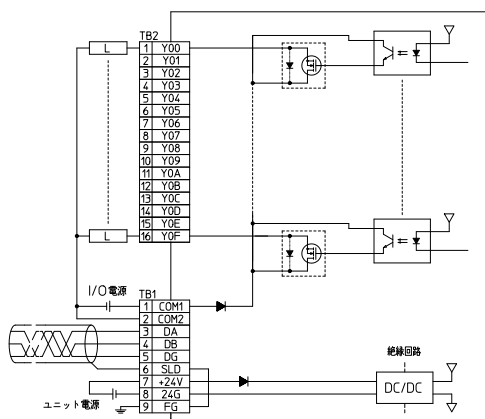 TB2
L 1 Y00
2 Y01
3 Y02
4 Y03
5 Y04
6 Y05
7 Y06
8 Y07
9 Y08
10 Y09
11 Y0A
12 Y0B
13 Y0C
14 Y0D
15 Y0E
L 16 Y0F
I/O電源
TB1
1 COM1
2 COM2
3 DA
4 DB
5 DG
6 SLD
7 +24V
8 24G
9 FG
ユニット電源
絶縁回路
DC/DC